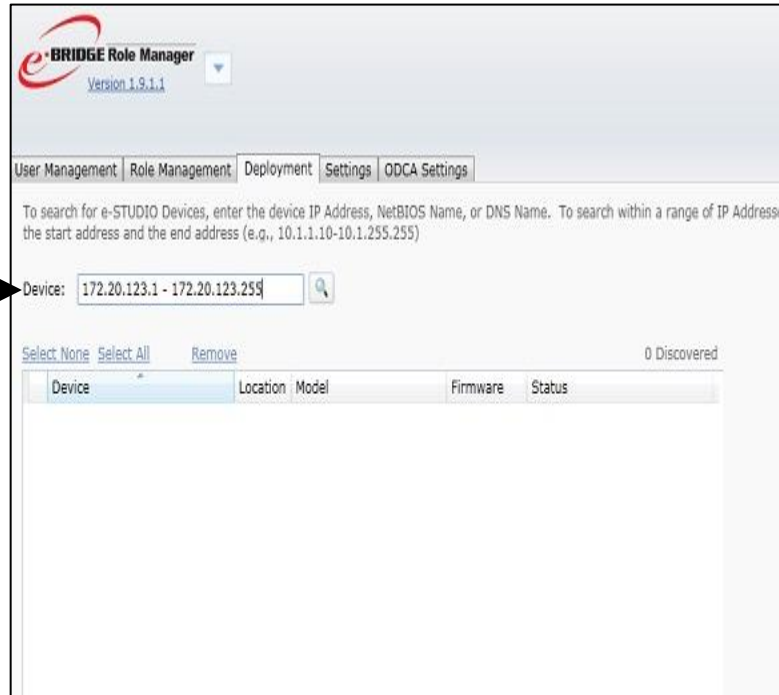 e·BRIDGE Role Manager
Version 1.9.1.1
User Management Role Management Deployment Settings ODCA Settings
To search for e-STUDIO Devices, enter the device IP Address, NetBIOS Name, or DNS Name. To search within a range of IP Addresse
the start address and the end address (e.g., 10.1.1.10-10.1.255.255)
Device: 172.20.123.1 - 172.20.123.255
Select None Select All Remove 0 Discovered
Device Location Model Firmware Status